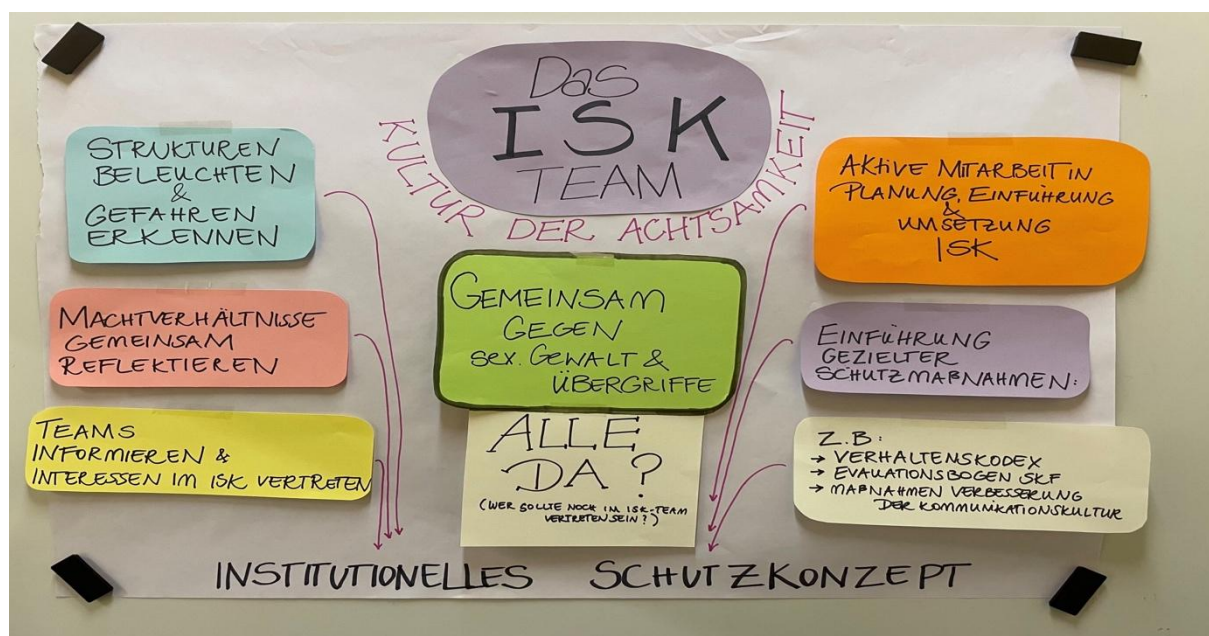 Das
ISK
TEAM
KULTUR DER ACHTSAMKEIT
STRUKTUREN
BELEUCHTEN
&
GEFAHREN
ERKENNEN
MACHTVERHÄLTNISSE
GEMEINSAM
REFLEKTIEREN
TEAMS
INFORMIEREN &
INTERESSEN IM ISK VERTRETEN
GEMEINSAM
GEGEN
SEX. GEWALT &
ÜBERGRIFFE
ALLE
DA?
(WER SOLLTE NOCH IM ISK-TEAM
VERTRETEN SEIN?)
AKTIVE MITARBEIT IN
PLANUNG, EINFÜHRUNG
&
UMSETZUNG
ISK
EINFÜHRUNG
GEZIELTER
SCHUTZMAßNAHMEN:
Z.B:
→ VERHALTENSKODEX
→ EVALUATIONSBOGEN SKF
→ MAßNAHMEN VERBESSERUNG
DER KOMMUNIKATIONSKULTUR
INSTITUTIONELLES SCHUTZKONZEPT